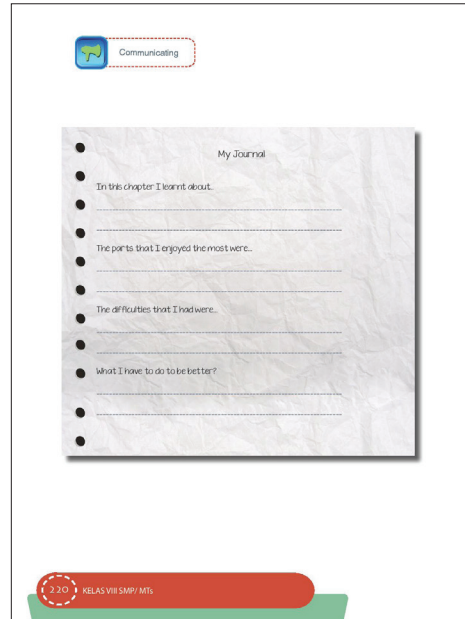 Communicating
My Journal
In this chapter I learnt about...
The parts that I enjoyed the most were...
The difficulties that I had were...
What I have to do to be better?
220 KELAS VIII SMP/ MTs